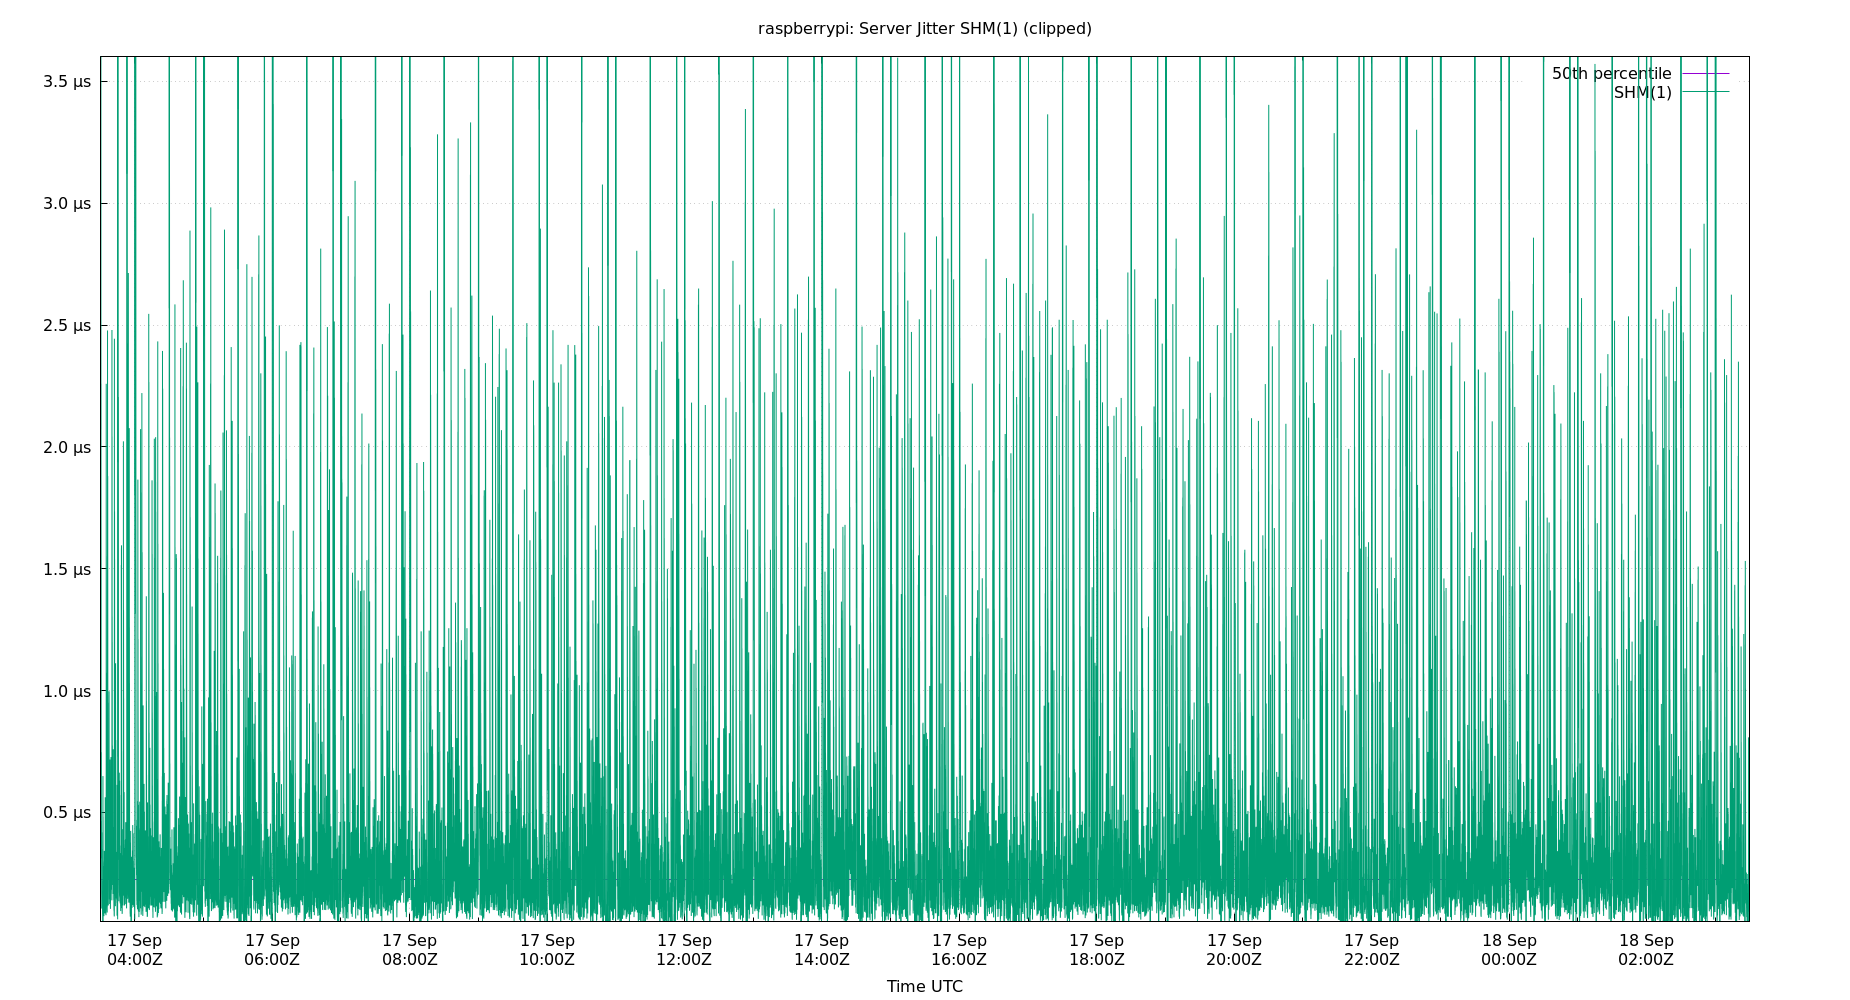 raspberrypi: Server Jitter SHM(1) (clipped)
50th percentile
SHM(1)
3.5 µs
3.0 µs
2.5 µs
2.0 µs
1.5 µs
1.0 µs
0.5 µs
17 Sep 17 Sep 17 Sep 17 Sep 17 Sep 17 Sep 17 Sep 17 Sep 17 Sep 17 Sep 18 Sep 18 Sep
04:00Z 06:00Z 08:00Z 10:00Z 12:00Z 14:00Z 16:00Z 18:00Z 20:00Z 22:00Z 00:00Z 02:00Z
Time UTC